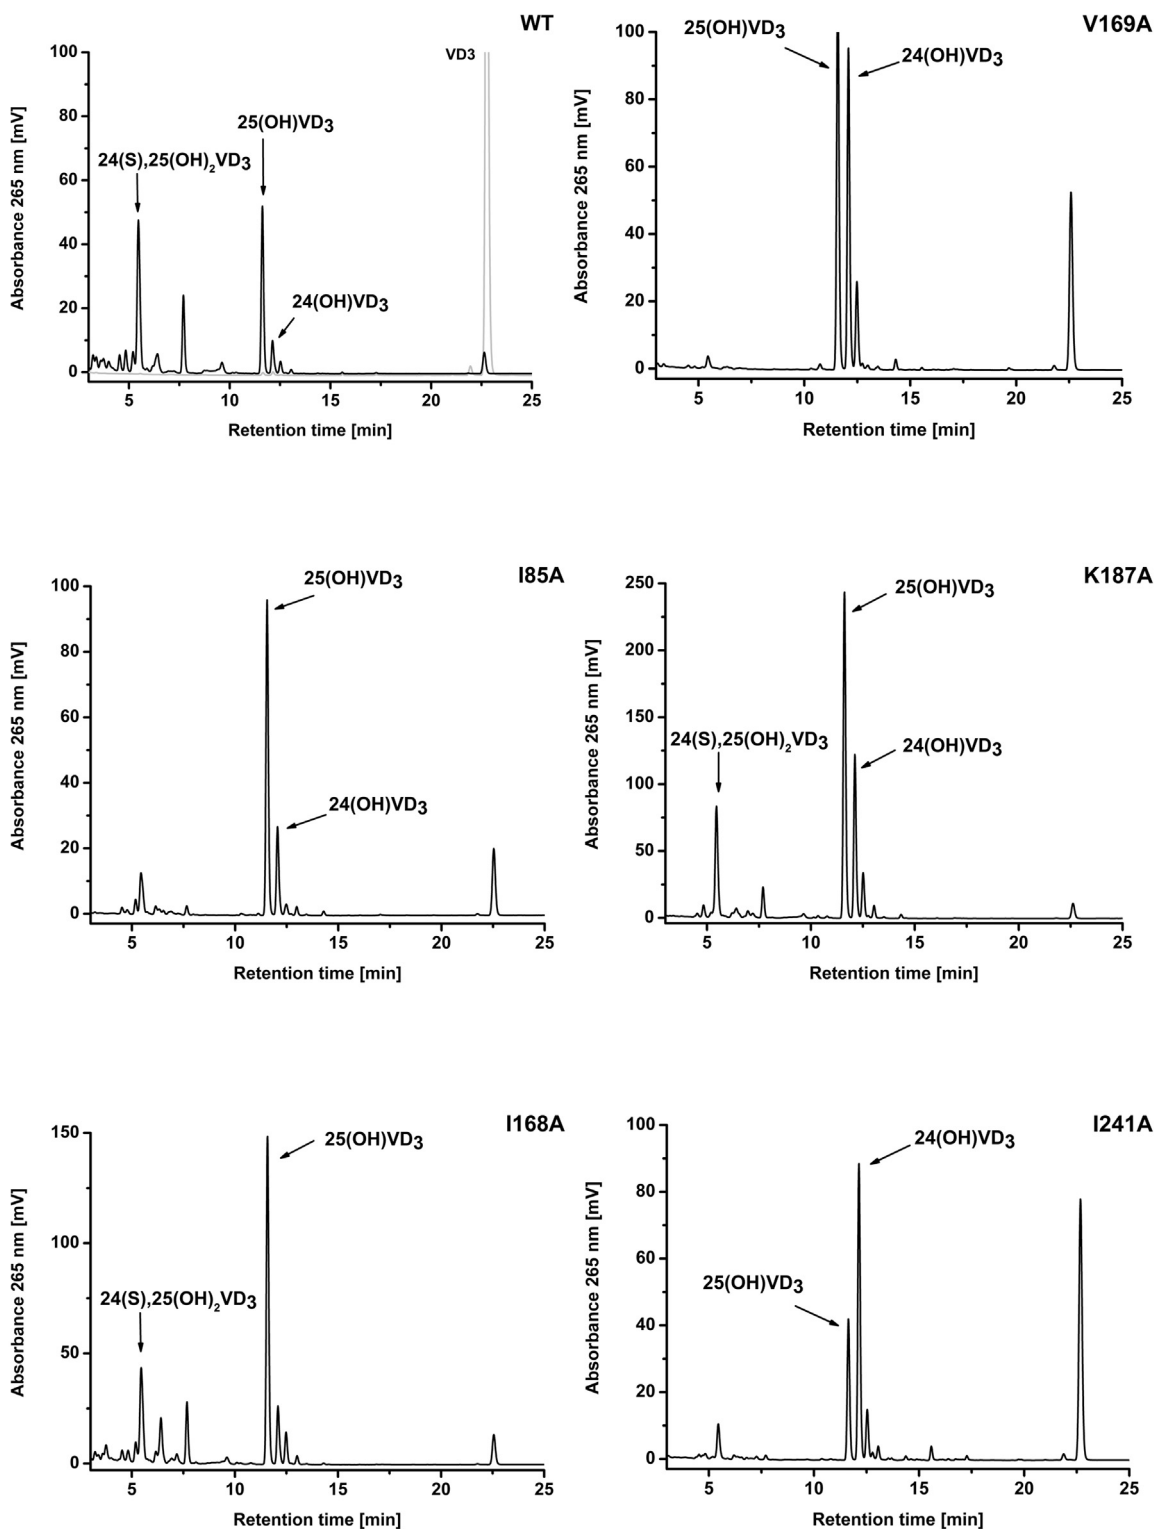 WT
VD3
25(OH)VD3
24(S),25(OH)2VD3
24(OH)VD3
Absorbance 265 nm [mV]
100
80
60
40
20
0
5 10 15 20 25
Retention time [min]
V169A
25(OH)VD3
24(OH)VD3
Absorbance 265 nm [mV]
100
80
60
40
20
0
5 10 15 20 25
Retention time [min]
I85A
25(OH)VD3
24(OH)VD3
Absorbance 265 nm [mV]
100
80
60
40
20
0
5 10 15 20 25
Retention time [min]
K187A
25(OH)VD3
24(S),25(OH)2VD3
24(OH)VD3
Absorbance 265 nm [mV]
250
200
150
100
50
0
5 10 15 20 25
Retention time [min]
I168A
25(OH)VD3
24(S),25(OH)2VD3
Absorbance 265 nm [mV]
150
100
50
0
5 10 15 20 25
Retention time [min]
I241A
24(OH)VD3
25(OH)VD3
Absorbance 265 nm [mV]
100
80
60
40
20
0
5 10 15 20 25
Retention time [min]